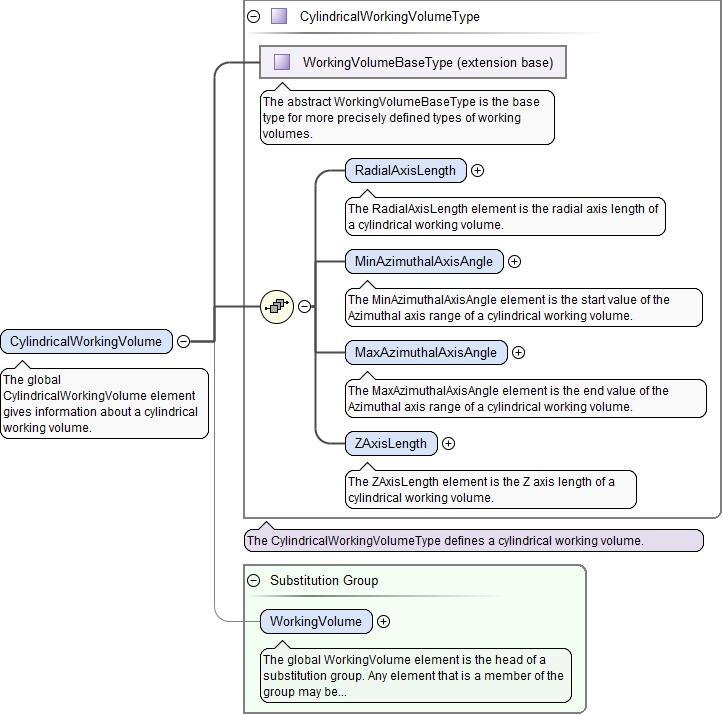 CylindricalWorkingVolumeType
WorkingVolumeBaseType (extension base)
The abstract WorkingVolumeBaseType is the base
type for more precisely defined types of working
volumes.
RadialAxisLength
The RadialAxisLength element is the radial axis length of
a cylindrical working volume.
MinAzimuthalAxisAngle
The MinAzimuthalAxisAngle element is the start value of the
Azimuthal axis range of a cylindrical working volume.
CylindricalWorkingVolume
The global
CylindricalWorkingVolume element
gives information about a cylindrical
working volume.
MaxAzimuthalAxisAngle
The MaxAzimuthalAxisAngle element is the end value of the
Azimuthal axis range of a cylindrical working volume.
ZAxisLength
The ZAxisLength element is the Z axis length of a
cylindrical working volume.
The CylindricalWorkingVolumeType defines a cylindrical working volume.
Substitution Group
WorkingVolume
The global WorkingVolume element is the head of a
substitution group. Any element that is a member of the
group may be...